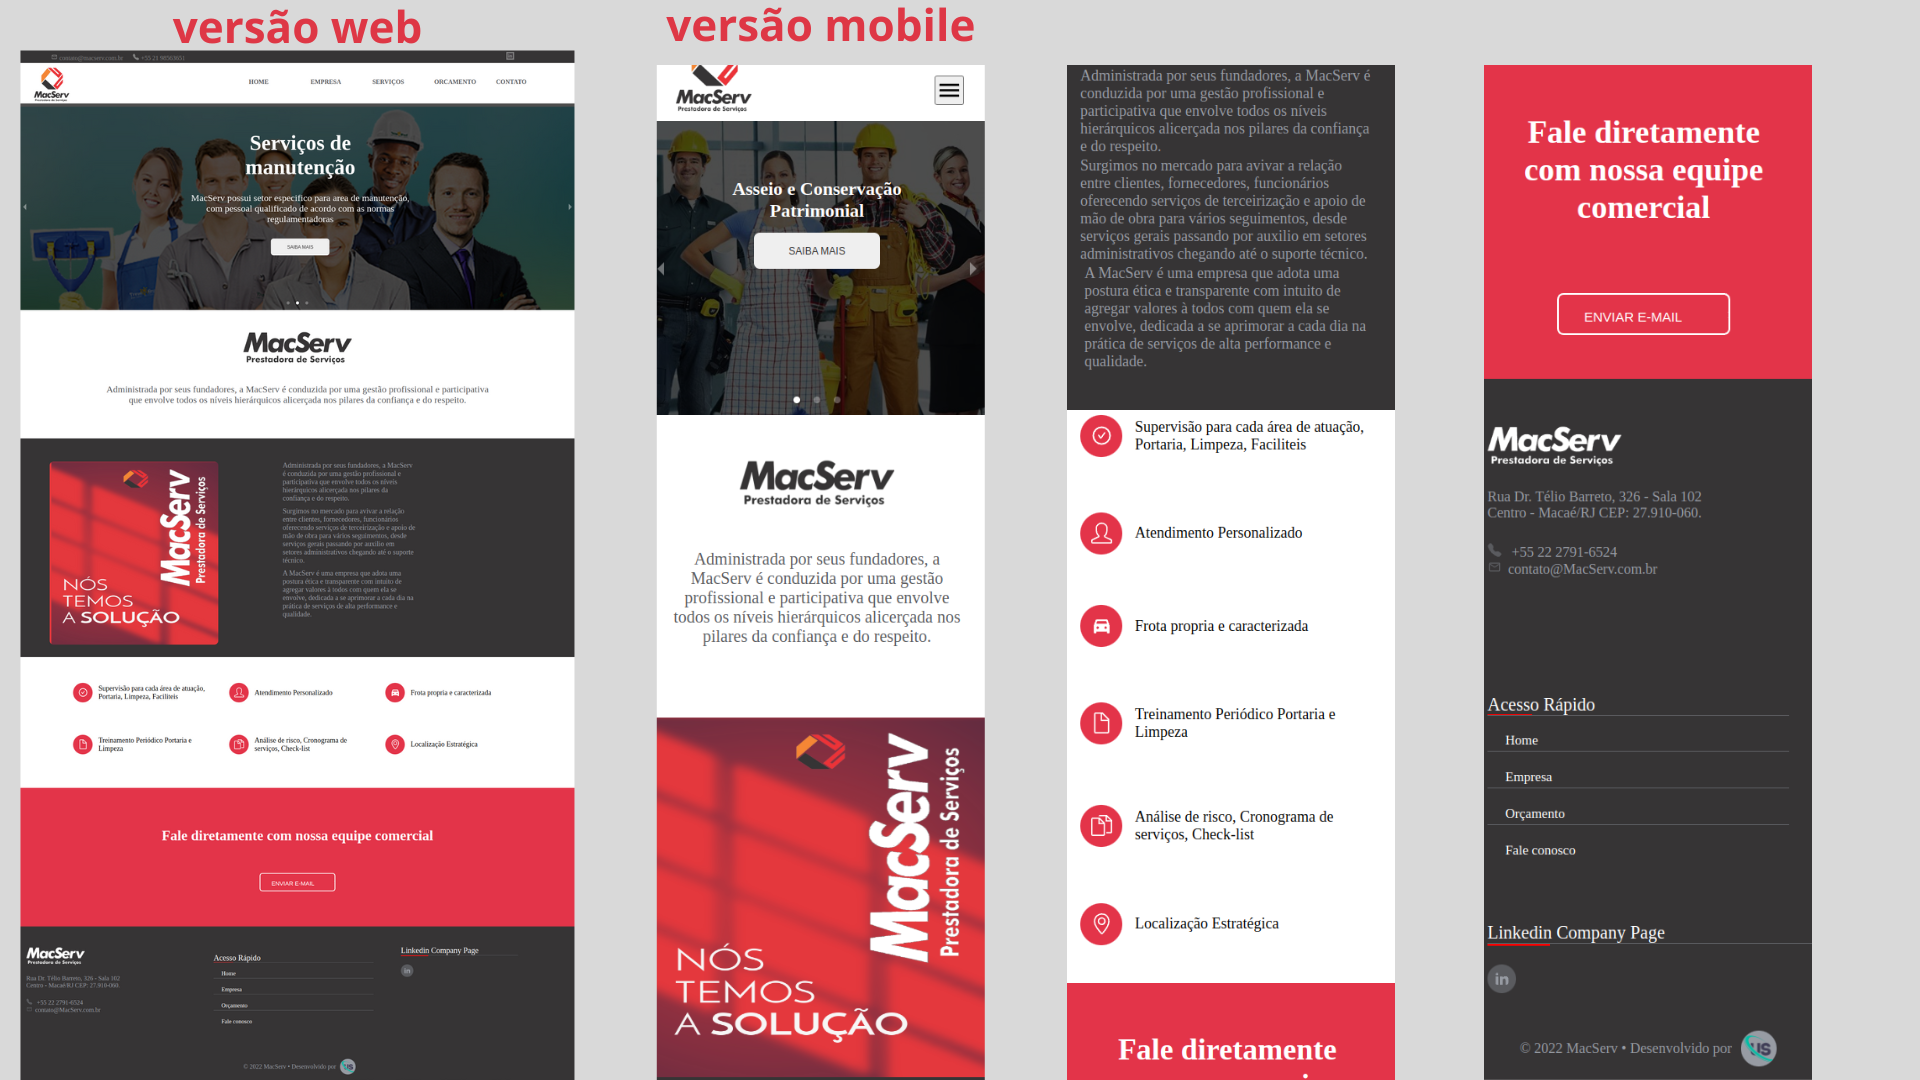 versão web
contato@macserv.com.br
MacServ
Prestadora de Serviços
HOME
EMPRESA
SERVIÇOS
ORCAMENTO
CONTATO
MacServ
Serviços de
manutenção
MacServ possui setor especifico para area de manutenção,
com pessoal qualificado de acordo com as normas
regulamentadoras
SAIBA MAIS
MacServ
Prestadora de Serviços
Administrada por seus fundadores, a MacServ é conduzida por uma gestão profissional e participativa
que envolve todos os níveis hierárquicos alicerçada nos pilares da confiança e do respeito.
MacServ
Prestadora de Serviços
NÓS
TEMOS
A SOLUÇÃO
Administrada por seus fundadores, a MacServ
é conduzida por uma gestão profissional e
participativa que envolve todos os níveis
hierárquicos alicerçada nos pilares da
confiança e do respeito.
Surgimos no mercado para avivar a relação
entre clientes, fornecedores, funcionários
oferecendo serviços de terceirização e apoio de
mão de obra para vários seguimentos, desde
serviços gerais passando por auxilio em
setores administrativos chegando até o suporte
técnico.
A MacServ é uma empresa que adota uma
postura ética e transparente com intuito de
agregar valores à todos com quem ela se
envolve, dedicada a se aprimorar a cada dia na
prática de serviços de alta performance e
qualidade.
Supervisão para cada área de atuação,
Portaria, Limpeza, Faciliteis
Atendimento Personalizado
Frota propria e caracterizada
Treinamento Periódico Portaria e
Limpeza
Análise de risco, Cronograma de
serviços, Check-list
Localização Estratégica
Fale diretamente com nossa equipe comercial
ENVIAR E-MAIL
MacServ
Prestadora de Serviços
Rua Dr. Télio Barreto, 326 - Sala 102
Centro - Macaé/RJ CEP: 27.910-060.
+55 22 2791-6524
contato@MacServ.com.br
Acesso Rápido
Home
Empresa
Orçamento
Fale conosco
Linkedin Company Page
in
© 2022 MacServ • Desenvolvido por
versão mobile
MacServ
Prestadora de Serviços
Asseio e Conservação
Patrimonial
SAIBA MAIS
MacServ
Prestadora de Serviços
Administrada por seus fundadores, a
MacServ é conduzida por uma gestão
profissional e participativa que envolve
todos os níveis hierárquicos alicerçada nos
pilares da confiança e do respeito.
MacServ
Prestadora de Serviços
NÓS
TEMOS
A SOLUÇÃO
Administrada por seus fundadores, a MacServ é
conduzida por uma gestão profissional e
participativa que envolve todos os níveis
hierárquicos alicerçada nos pilares da confiança
e do respeito.
Surgimos no mercado para avivar a relação
entre clientes, fornecedores, funcionários
oferecendo serviços de terceirização e apoio de
mão de obra para vários seguimentos, desde
serviços gerais passando por auxilio em setores
administrativos chegando até o suporte técnico.
A MacServ é uma empresa que adota uma
postura ética e transparente com intuito de
agregar valores à todos com quem ela se
envolve, dedicada a se aprimorar a cada dia na
prática de serviços de alta performance e
qualidade.
Supervisão para cada área de atuação,
Portaria, Limpeza, Faciliteis
Atendimento Personalizado
Frota propria e caracterizada
Treinamento Periódico Portaria e
Limpeza
Análise de risco, Cronograma de
serviços, Check-list
Localização Estratégica
Fale diretamente
Fale diretamente
com nossa equipe
comercial
ENVIAR E-MAIL
MacServ
Prestadora de Serviços
Rua Dr. Télio Barreto, 326 - Sala 102
Centro - Macaé/RJ CEP: 27.910-060.
+55 22 2791-6524
contato@MacServ.com.br
Acesso Rápido
Home
Empresa
Orçamento
Fale conosco
Linkedin Company Page
in
© 2022 MacServ • Desenvolvido por